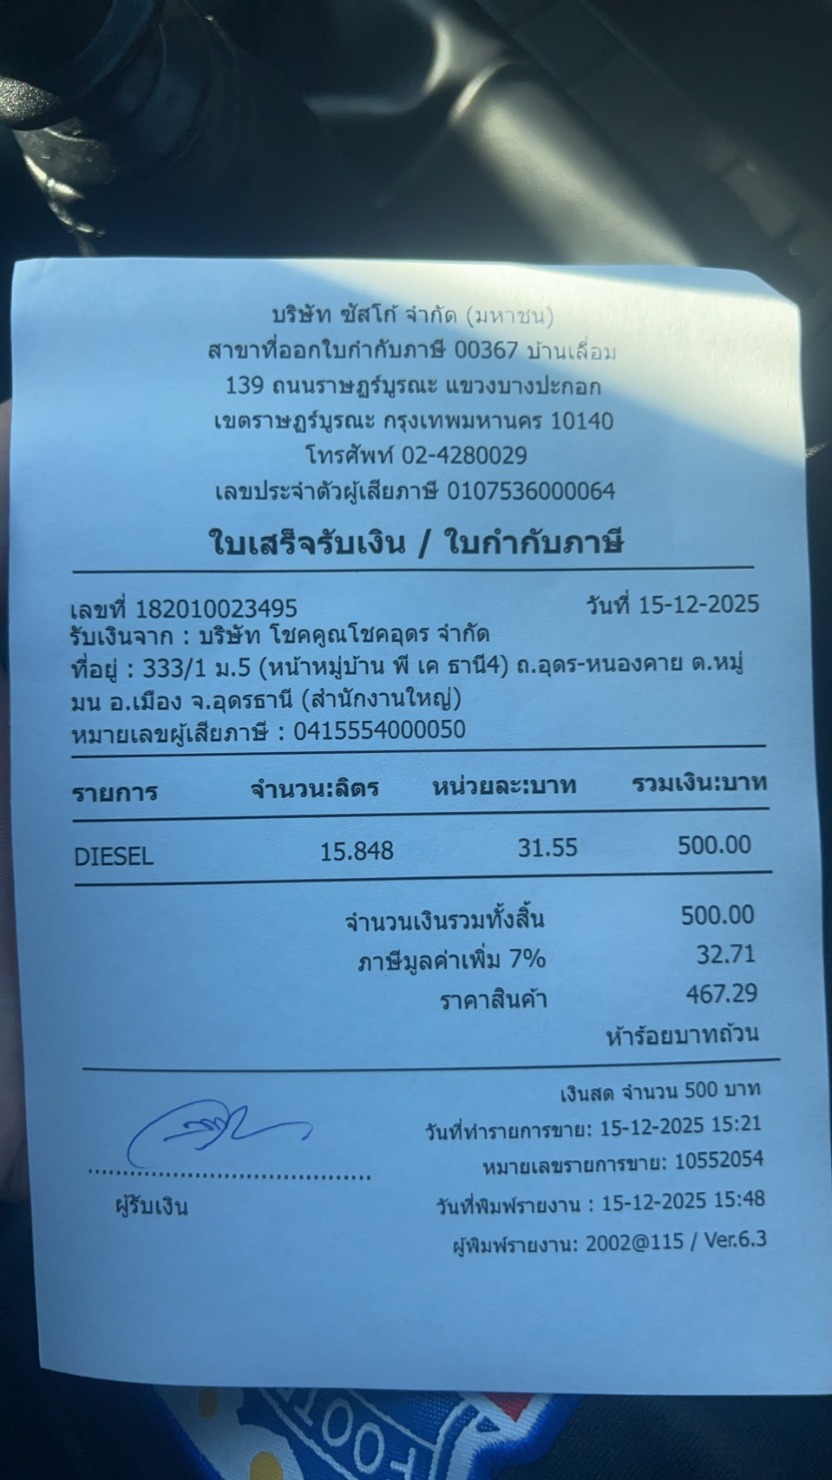 บริษัท ซัสโก้ จำกัด (มหาชน)
สาขาที่ออกใบกำกับภาษี 00367 บ้านเลื่อม
139 ถนนราษฎร์บูรณะ แขวงบางปะกอก
เขตราษฎร์บูรณะ กรุงเทพมหานคร 10140
โทรศัพท์ 02-4280029
เลขประจำตัวผู้เสียภาษี 0107536000064
ใบเสร็จรับเงิน / ใบกำกับภาษี
เลขที่ 182010023495 วันที่ 15-12-2025
รับเงินจาก : บริษัท โชคคูณโชคอุดร จำกัด
ที่อยู่ : 333/1 ม.5 (หน้าหมู่บ้าน พี เค ธานี4) ถ.อุดร-หนองคาย ต.หมู
มน อ.เมือง จ.อุดรธานี (สำนักงานใหญ่)
หมายเลขผู้เสียภาษี : 0415554000050
รายการ จำนวน:ลิตร หน่วยละ:บาท รวมเงิน:บาท
DIESEL 15.848 31.55 500.00
จำนวนเงินรวมทั้งสิ้น 500.00
ภาษีมูลค่าเพิ่ม 7% 32.71
ราคาสินค้า 467.29
ห้าร้อยบาทถ้วน
เงินสด จำนวน 500 บาท
วันที่ทำรายการขาย: 15-12-2025 15:21
หมายเลขรายการขาย: 10552054
ผู้รับเงิน
วันที่พิมพ์รายงาน : 15-12-2025 15:48
ผู้พิมพ์รายงาน: 2002@115 / Ver.6.3
FOOT